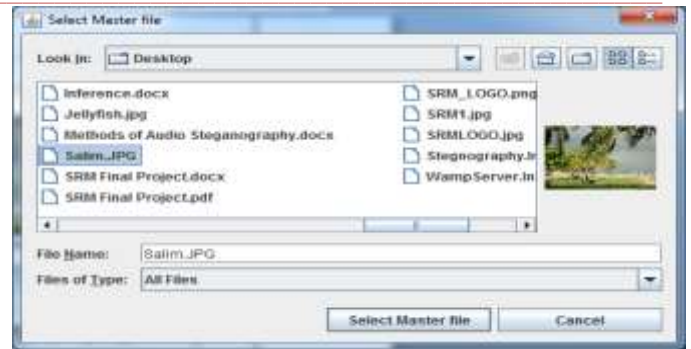 Select Master file
Look In: Desktop
Inference.docx
Jellyfish.jpg
Methods of Audio Steganography.docx
Salim.JPG
SRM Final Project.docx
SRM Final Project.pdf
SRM_LOGO.png
SRM1.jpg
SRMLOGO.jpg
Stegnography.
WampServer.
File Name: Salim.JPG
Files of Type: All Files
Select Master file
Cancel